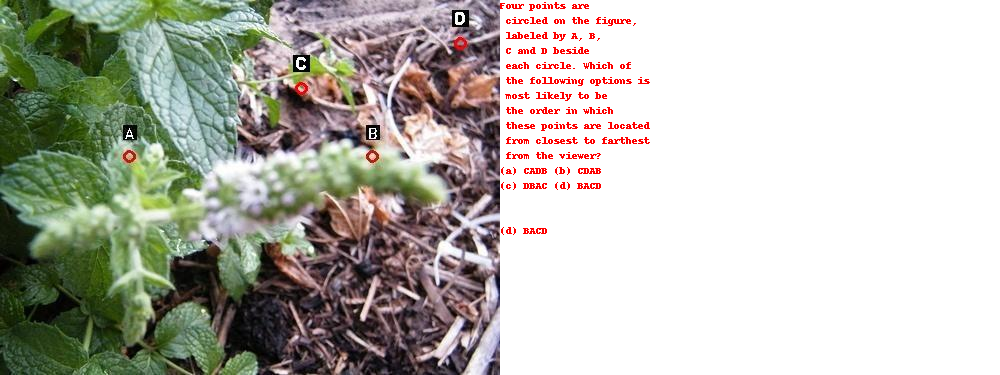 D
C
A
B
Four points are
circled on the figure,
labeled by A, B,
C and D beside
each circle. Which of
the following options is
most likely to be
the order in which
these points are located
from closest to farthest
from the viewer?
(a) CADB (b) CDAB
(c) DBAC (d) BACD
(d) BACD